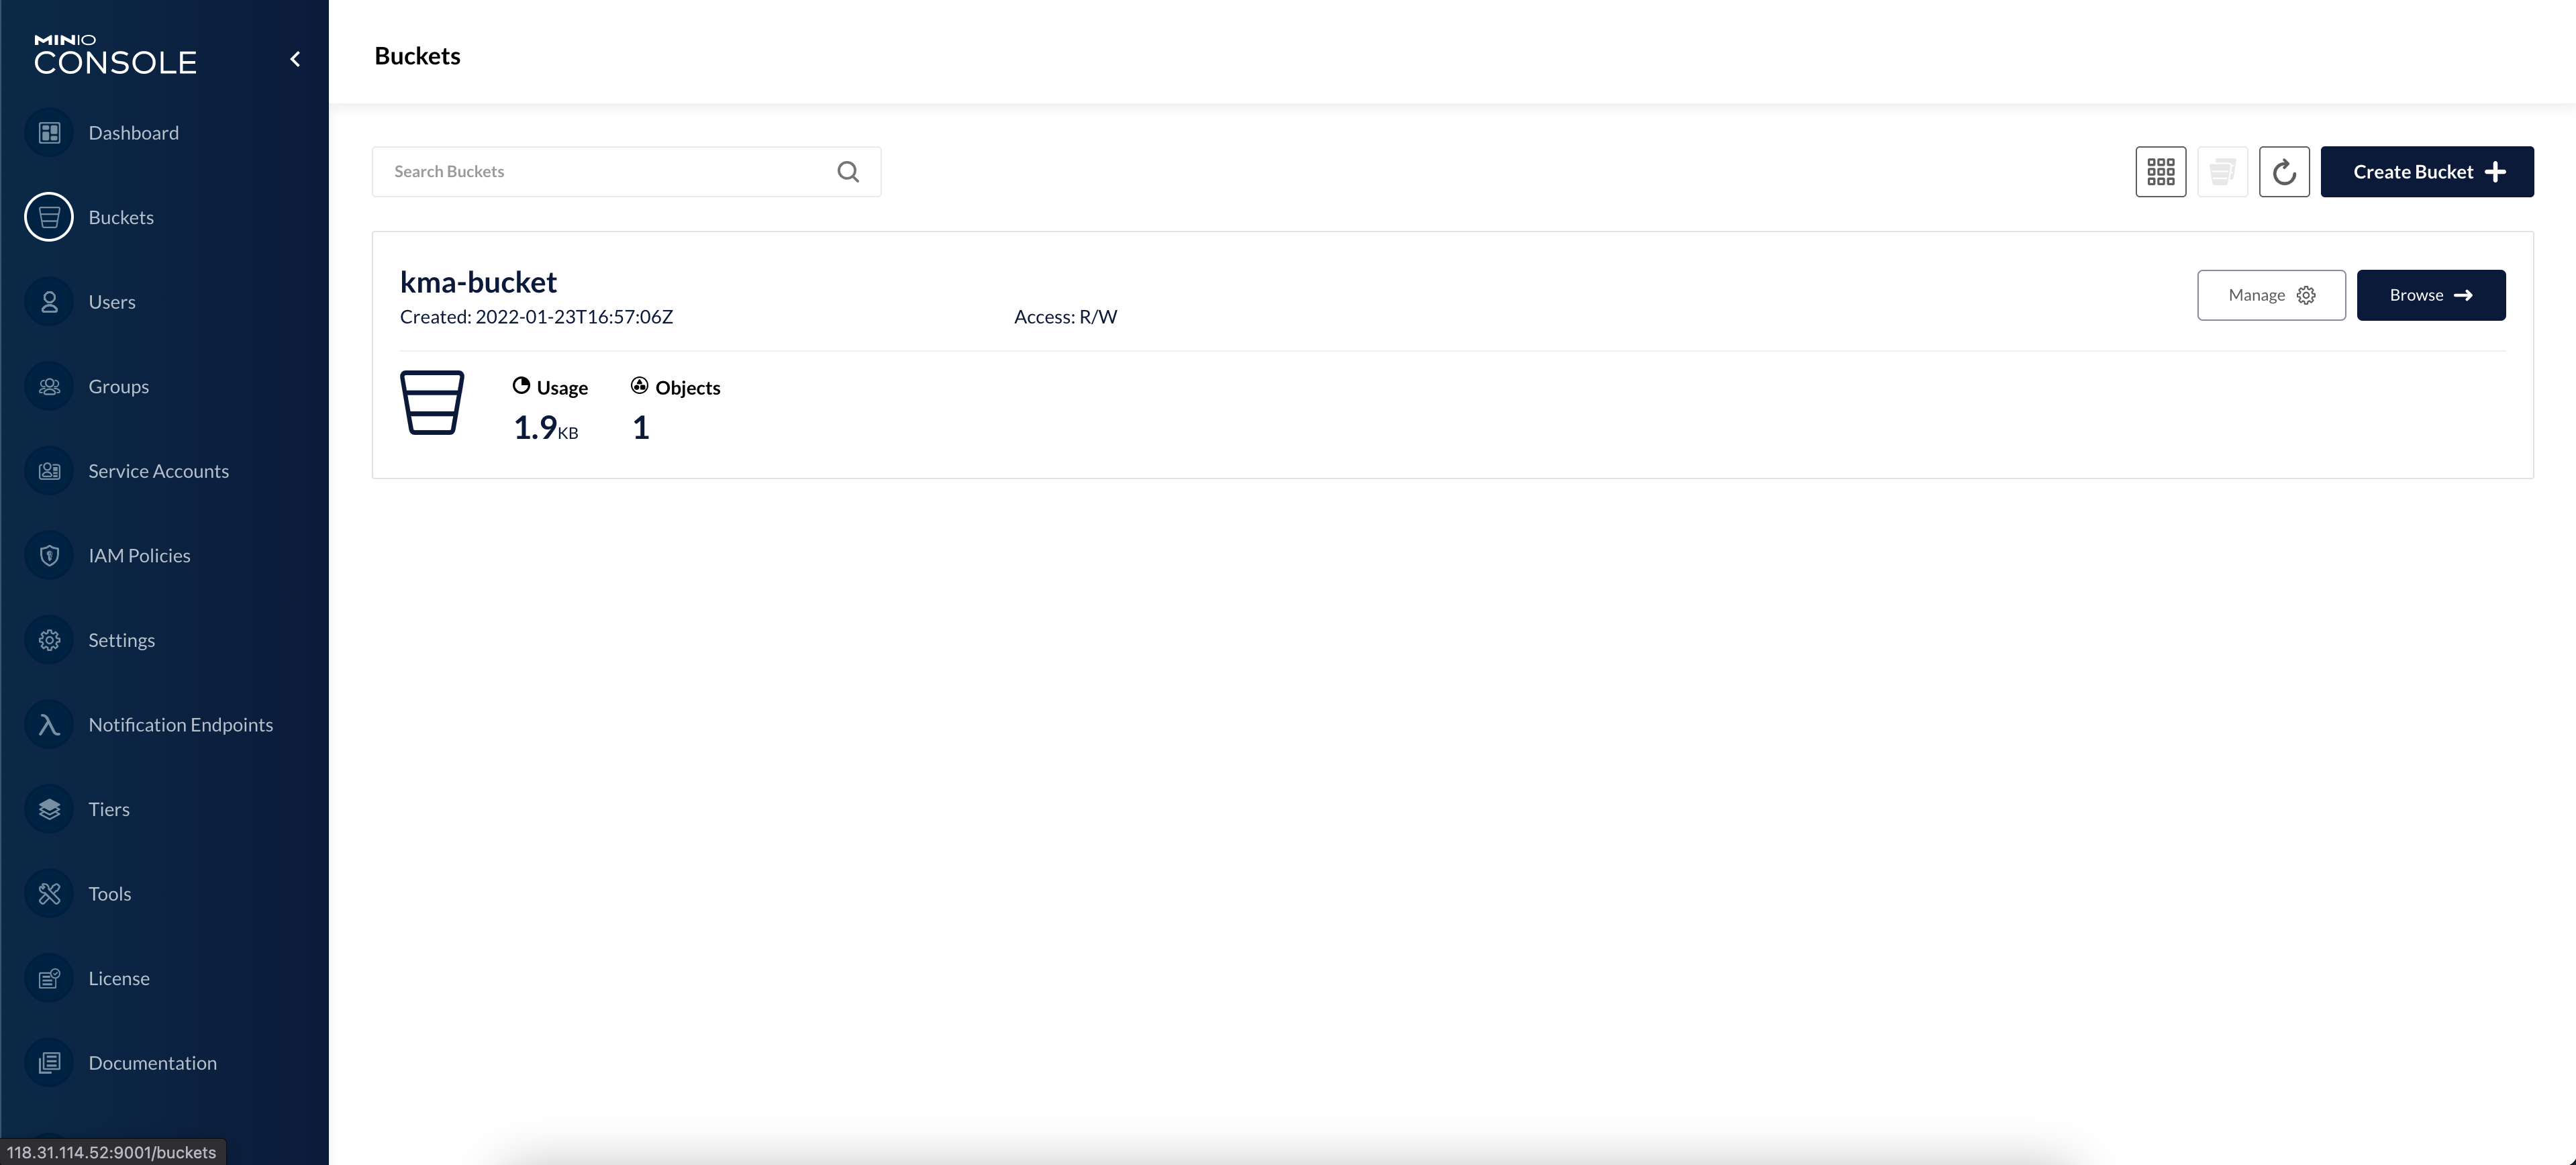 MINIO
CONSOLE
Dashboard
Buckets
Users
Groups
Service Accounts
IAM Policies
Settings
Notification Endpoints
Tiers
Tools
License
Documentation
118.31.114.52:9001/buckets
Buckets
Search Buckets
Create Bucket
kma-bucket
Created: 2022-01-23T16:57:06Z Access: R/W
Manage
Browse
Usage Objects
1.9KB 1